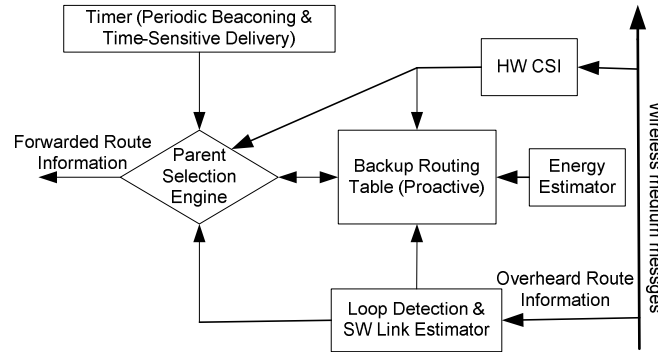 Timer (Periodic Beaconing &
Time-Sensitive Delivery)
HW CSI
Forwarded Route
Information
Parent
Selection
Engine
Backup Routing
Table (Proactive)
Energy
Estimator
Overheard Route
Information
Loop Detection &
SW Link Estimator
Wireless medium messges